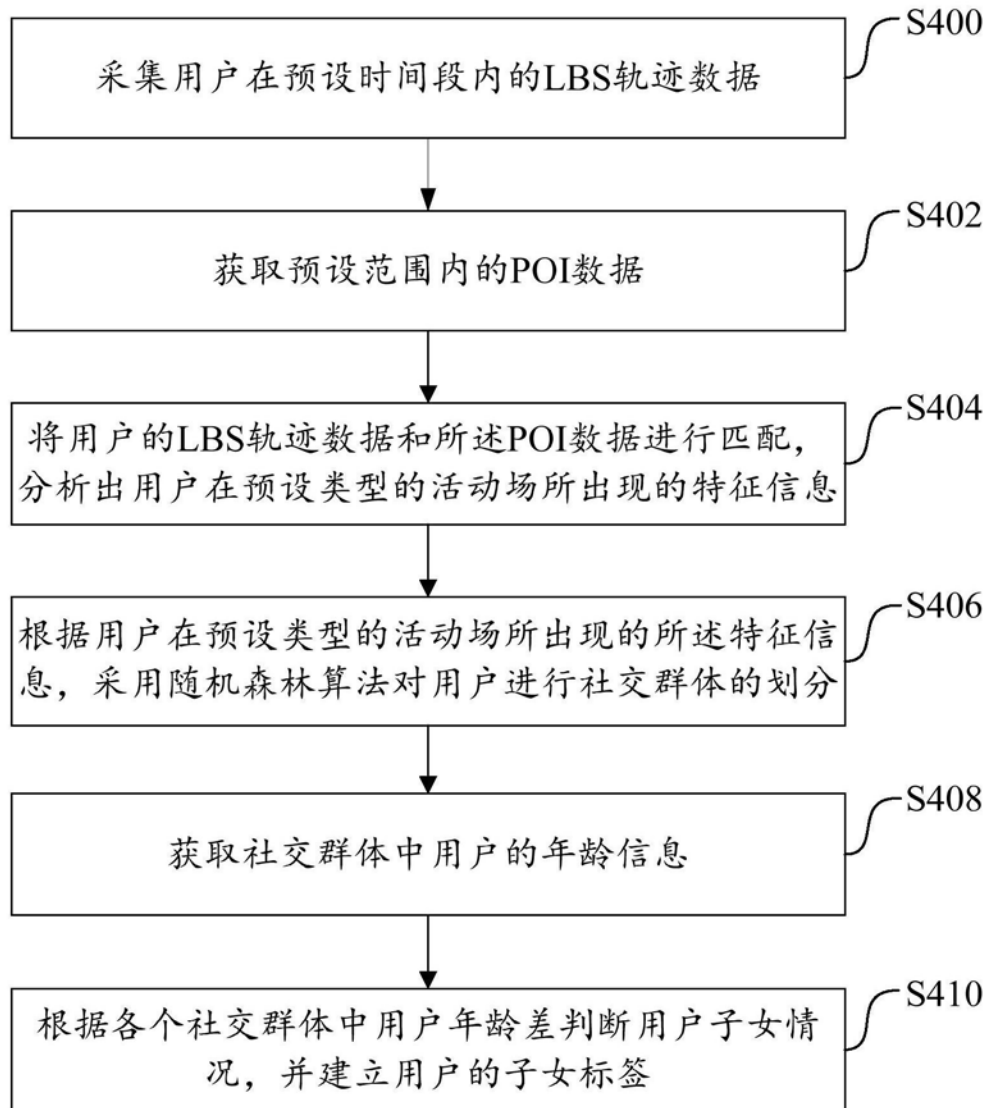 S400
采集用户在预设时间段内的LBS轨迹数据
S402
获取预设范围内的POI数据
S404
将用户的LBS轨迹数据和所述POI数据进行匹配，
分析出用户在预设类型的活动场所出现的特征信息
S406
根据用户在预设类型的活动场所出现的所述特征信
息，采用随机森林算法对用户进行社交群体的划分
S408
获取社交群体中用户的年龄信息
S410
根据各个社交群体中用户年龄差判断用户子女情
况，并建立用户的子女标签